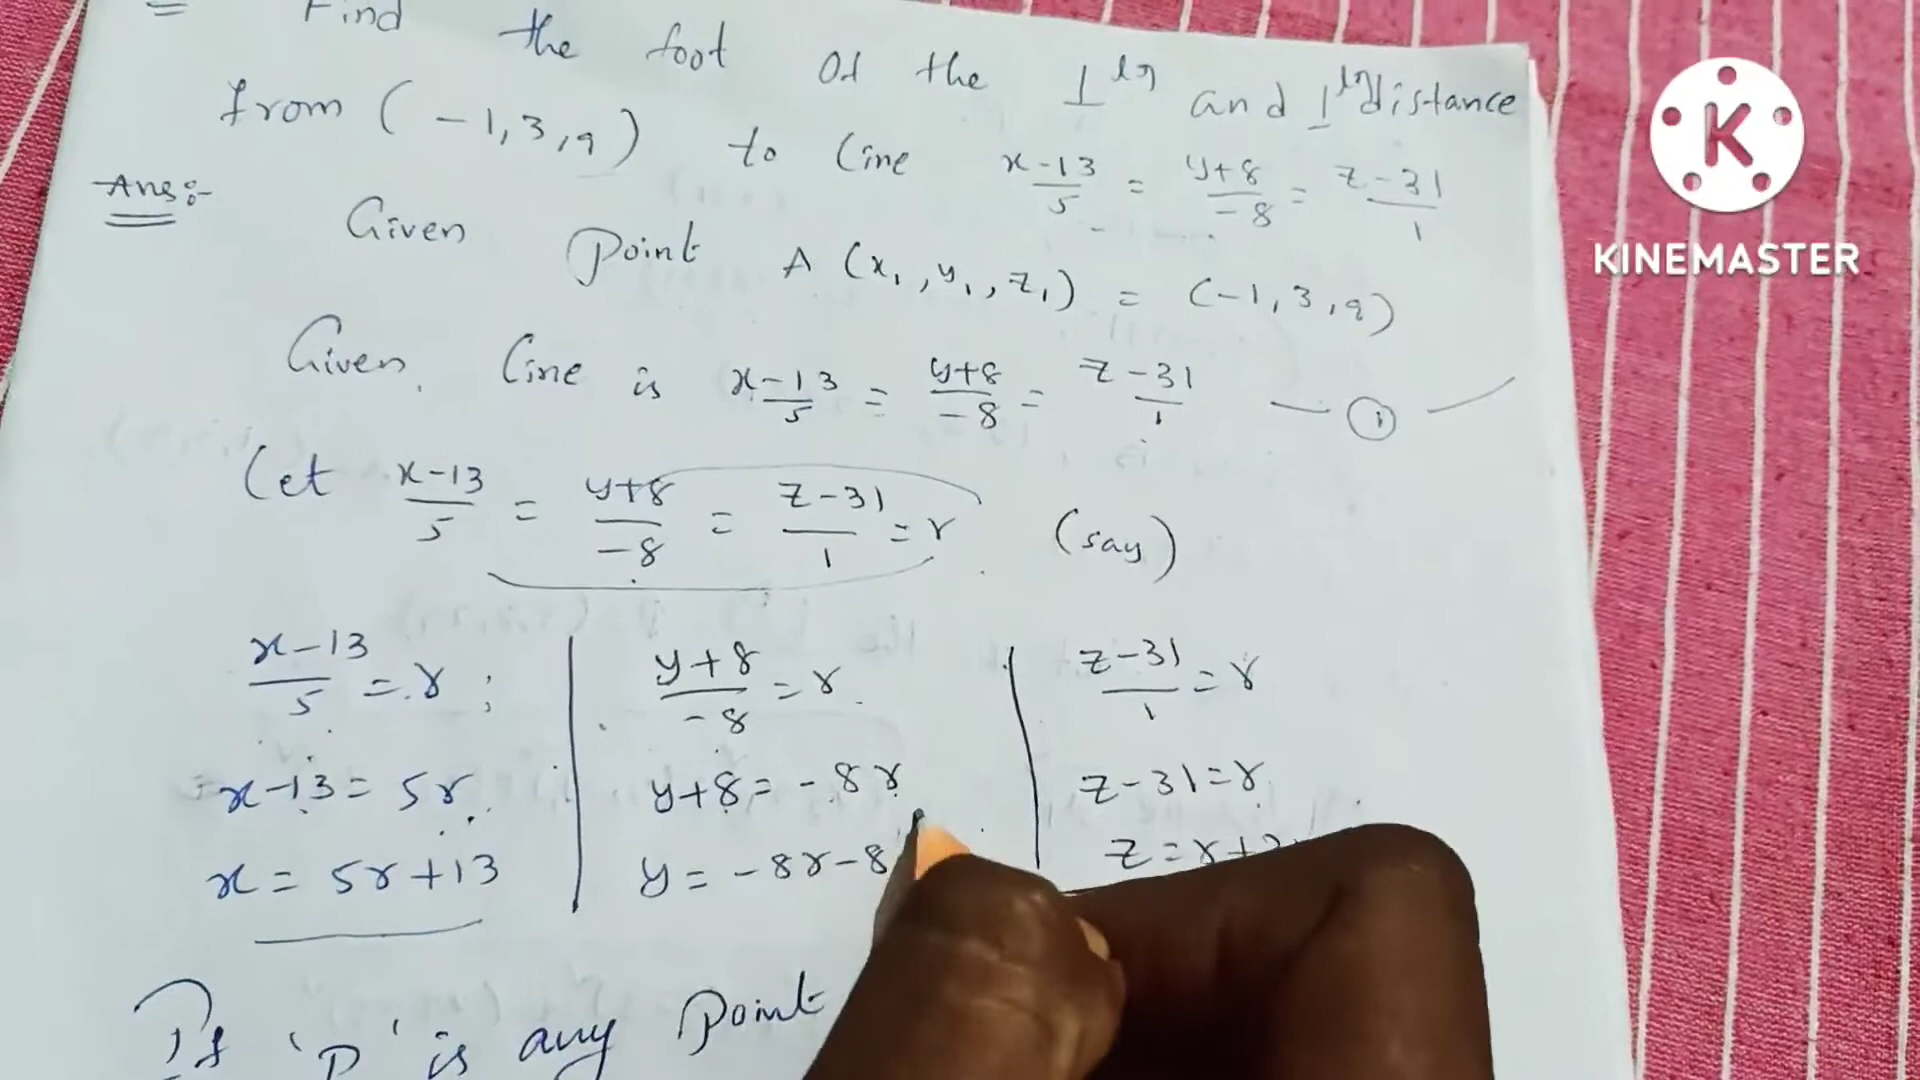 = Find the foot of the ⊥lr and ⊥lr distance
from (-1, 3, 9) to line x-13/5 = y+8/-8 = z-31/1
Ans:-
Given Point A (x₁, y₁, z₁) = (-1, 3, 9)
Given line is x-13/5 = y+8/-8 = z-31/1 — ①
Let x-13/5 = y+8/-8 = z-31/1 = r (say)
x-13/5 = r ; y+8/-8 = r z-31/1 = r
x-13 = 5r y+8 = -8r z-31 = r
x = 5r+13 y = -8r-8 z = r+3
If 'P' is any Point
K
KINEMASTER